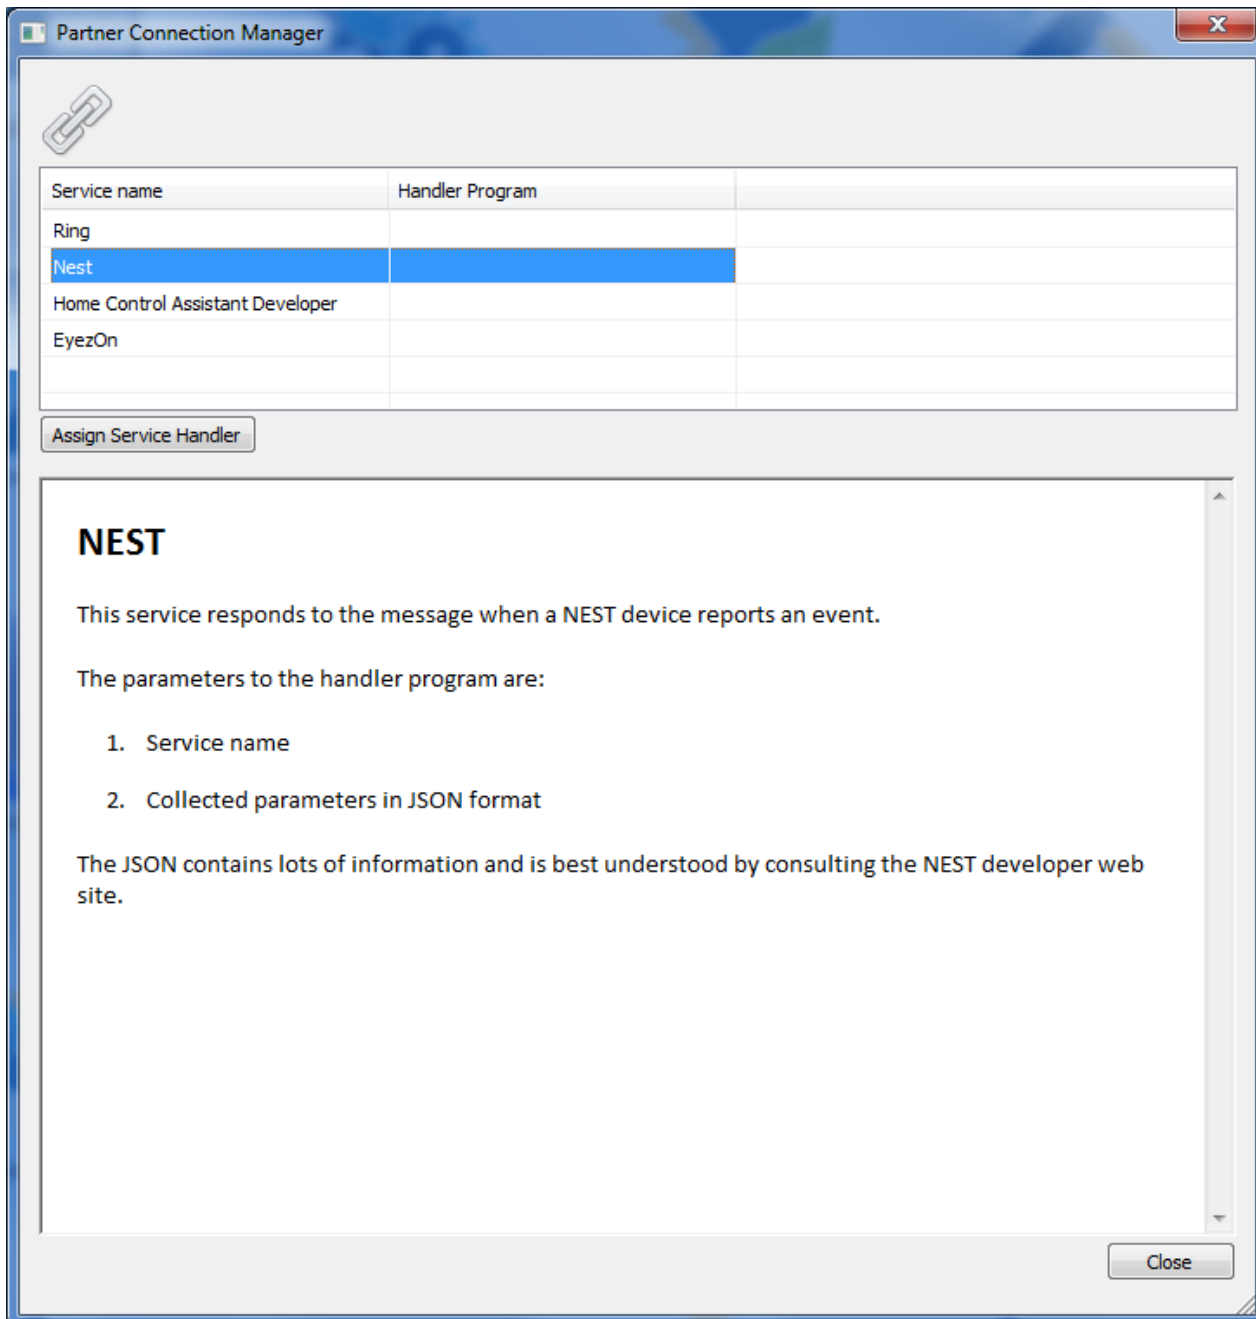 Partner Connection Manager
Service name Handler Program
Ring
Nest
Home Control Assistant Developer
EyezOn
Assign Service Handler
NEST
This service responds to the message when a NEST device reports an event.
The parameters to the handler program are:
1. Service name
2. Collected parameters in JSON format
The JSON contains lots of information and is best understood by consulting the NEST developer web
site.
Close